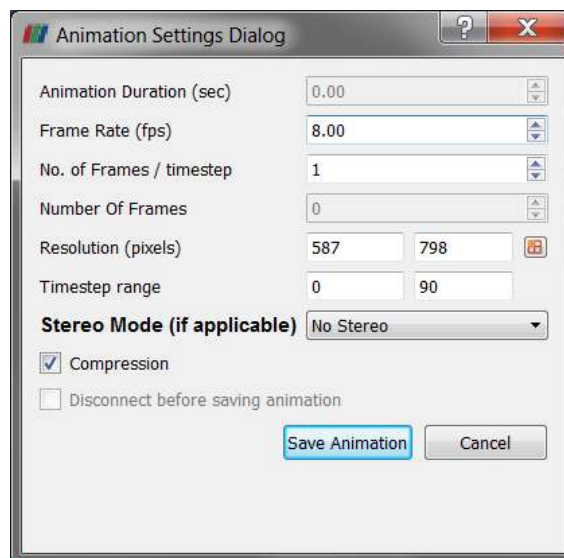 Animation Settings Dialog
?
Animation Duration (sec) 0.00
Frame Rate (fps) 8.00
No. of Frames / timestep 1
Number Of Frames 0
Resolution (pixels) 587 798
Timestep range 0 90
Stereo Mode (if applicable) No Stereo
Compression
Disconnect before saving animation
Save Animation Cancel